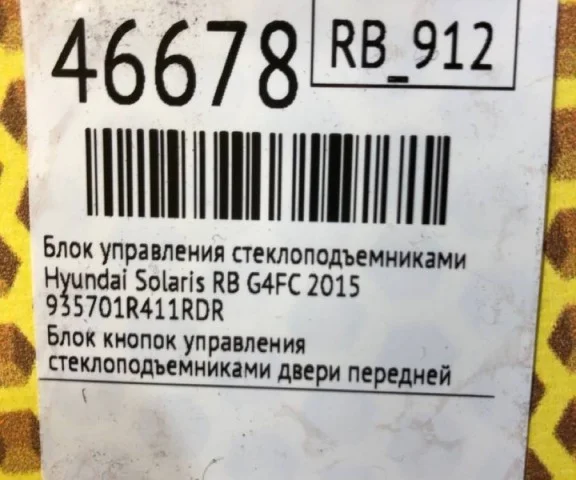 46678
RB_912
Блок управления стеклоподъемниками
Hyundai Solaris RB G4FC 2015
935701R411RDR
Блок кнопок управления
стеклоподъемниками двери передней